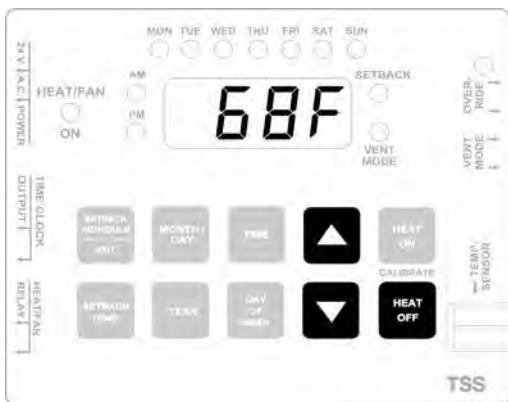 MON TUE WED THU FRI SAT SUN
24 V. A.C. POWER
HEAT/FAN
ON
AM
PM
68F
SETBACK
VENT
MODE
OVER-
RIDE
VENT
MODE
TIME CLOCK
OUTPUT
SETBACK
SCHEDULE
EXIT
MONTH /
DAY
TIME
HEAT
ON
HEAT/FAN
RELAY
SETBACK
TEMP
YEAR
DAY
OF
WEEK
CALIBRATE
HEAT
OFF
TEMP.
SENSOR
TSS